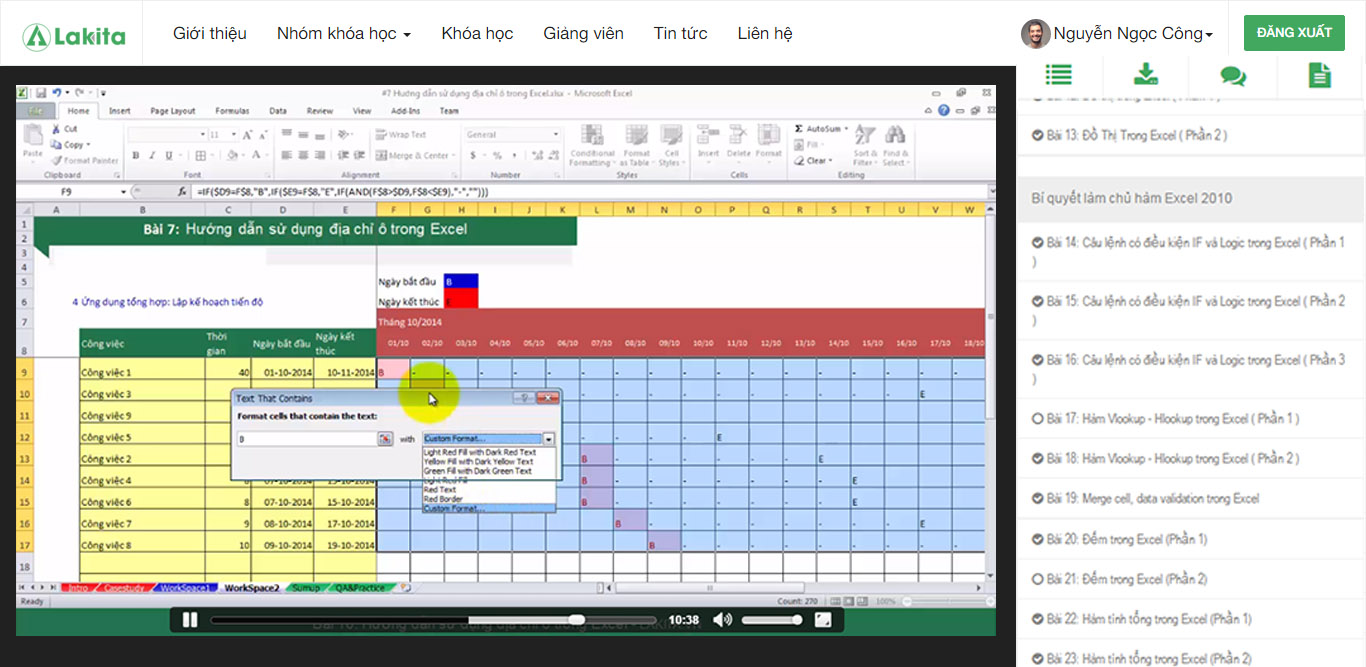 Lakita
Giới thiệu
Nhóm khóa học
Khóa học
Giảng viên
Tin tức
Liên hệ
Nguyễn Ngọc Công
ĐĂNG XUẤT
#7 Huong dẫn sử dụng địa chỉ ô trong Excel.xlsx - Microsoft Excel
File Home Insert Page Layout Formulas Data Review View Add-Ins Team
Paste
Cut
Copy
Format Painter
Clipboard
11
Font
Wrap Text
Merge & Center
Alignment
General
Number
Conditional Formatting
Format as Table
Cell Styles
Styles
Insert Delete Format
Cells
AutoSum
Fill
Clear
Sort & Filter
Find & Select
Editing
F9
=IF($D9=F$8,"B",IF($E9=F$8,"E",IF(AND(F$8>$D9,F$8<$E9),"-","")))
A B C D E F G H I J K L M N O P Q R S T U V W
Bài 7: Hướng dẫn sử dụng địa chỉ ô trong Excel
Ngày bắt đầu B
4 Ứng dụng tổng hợp: Lập kế hoạch tiến độ
Ngày kết thúc E
Tháng 10/2014
Công việc Thời gian Ngày bắt đầu Ngày kết thúc 01/10 02/10 03/10 04/10 05/10 06/10 07/10 08/10 09/10 10/10 11/10 12/10 13/10 14/10 15/10 16/10 17/10 18/10
9 Công việc 1 40 01-10-2014 10-11-2014 B - - - - - - - - - - - - - - - - -
10 Công việc 3 E
11 Công việc 9
12 Công việc 5 E
13 Công việc 2 B E
14 Công việc 4 B E
15 Công việc 6 8 07-10-2014 15-10-2014 B E
16 Công việc 7 9 08-10-2014 17-10-2014 B E
17 Công việc 8 10 09-10-2014 19-10-2014 B
18
Text That Contains
Format cells that contain the text:
B with Custom Format...
Light Red Fill with Dark Red Text
Yellow Fill with Dark Yellow Text
Green Fill with Dark Green Text
Light Red Fill
Red Text
Red Border
Custom Format...
Intro Casestudy WorkSpace1 WorkSpace2 Sumup QA&Practice
Ready Count: 270 100%
10:38
Bài 13: Đồ Thị Trong Excel ( Phần 2 )
Bí quyết làm chủ hàm Excel 2010
Bài 14: Câu lệnh có điều kiện IF và Logic trong Excel ( Phần 1
)
Bài 15: Câu lệnh có điều kiện IF và Logic trong Excel ( Phần 2
)
Bài 16: Câu lệnh có điều kiện IF và Logic trong Excel ( Phần 3
)
Bài 17: Hàm Vlookup - Hlookup trong Excel ( Phần 1 )
Bài 18: Hàm Vlookup - Hlookup trong Excel ( Phần 2 )
Bài 19: Merge cell, data validation trong Excel
Bài 20: Đếm trong Excel (Phần 1)
Bài 21: Đếm trong Excel (Phần 2)
Bài 22: Hàm tính tổng trong Excel (Phần 1)
Bài 23: Hàm tính tổng trong Excel (Phần 2)